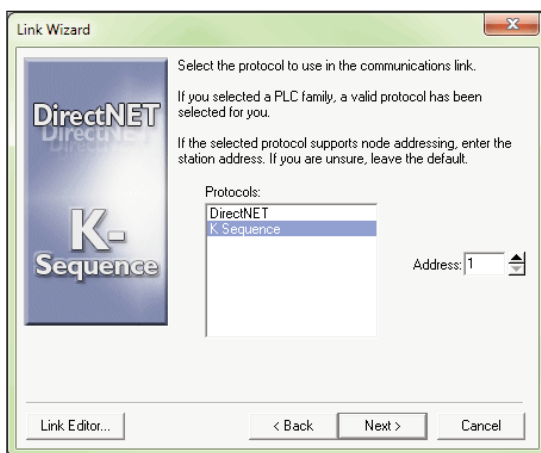 Link Wizard
Select the protocol to use in the communications link.
If you selected a PLC family, a valid protocol has been
selected for you.
If the selected protocol supports node addressing, enter the
station address. If you are unsure, leave the default.
DirectNET
DirectNET
K-
Sequence
Protocols:
DirectNET
K Sequence
Address: 1
Link Editor...
< Back
Next >
Cancel